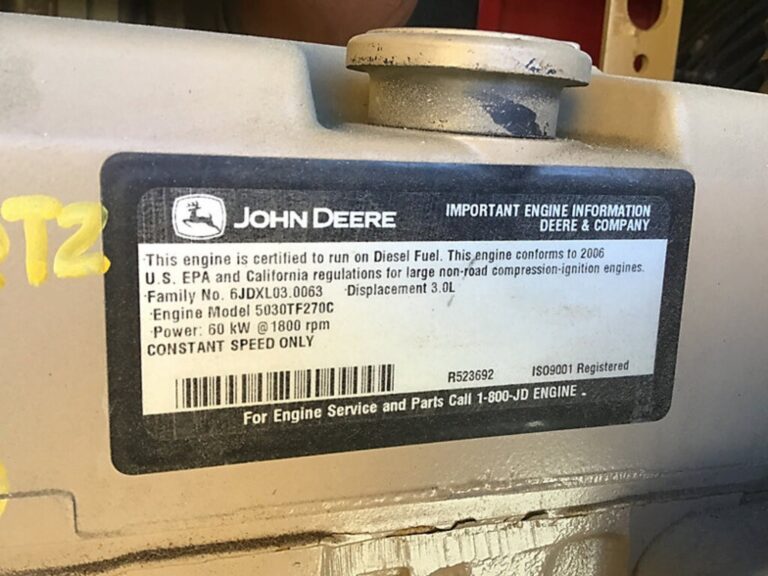 JOHN DEERE
IMPORTANT ENGINE INFORMATION
DEERE & COMPANY
This engine is certified to run on Diesel Fuel. This engine conforms to 2006
U.S. EPA and California regulations for large non-road compression-ignition engines.
Family No. 6JDXL03.0063 Displacement 3.0L
Engine Model 5030TF270C
Power: 60 kW @1800 rpm
CONSTANT SPEED ONLY
R523692 ISO9001 Registered
For Engine Service and Parts Call 1-800-JD ENGINE